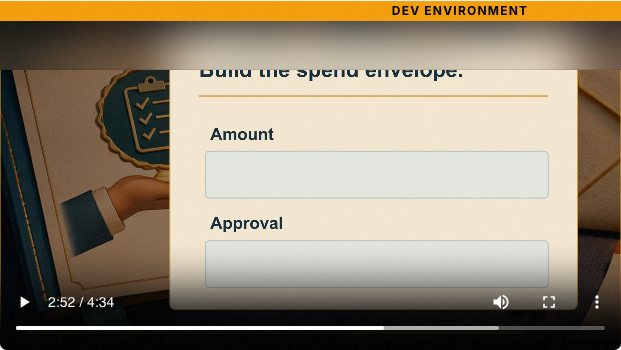 DEV ENVIRONMENT
Build the spend envelope.
Amount
Approval
2:52 / 4:34